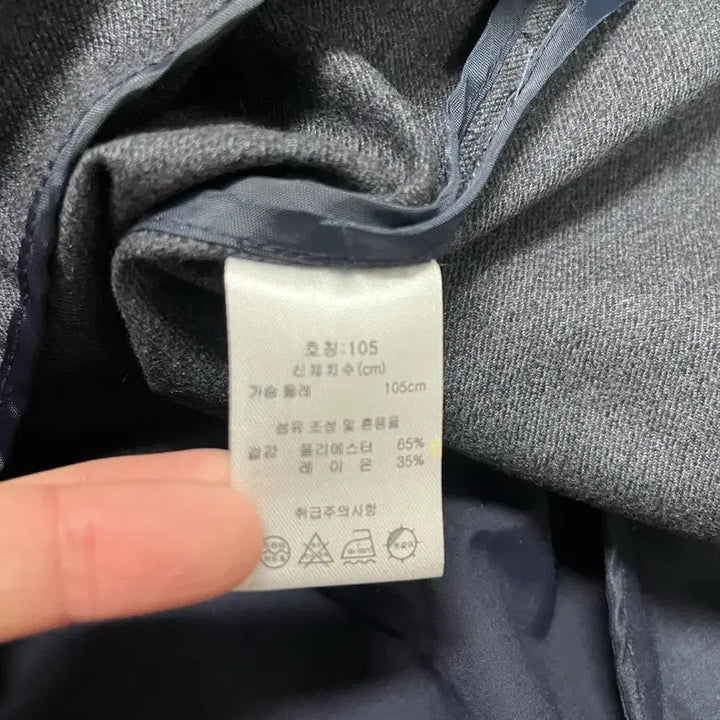 호칭:105
신체치수(cm)
가슴 둘레 105cm
섬유 조성 및 혼용율
겉감 폴리에스터 65%
레 이 온 35%
취급주의사항